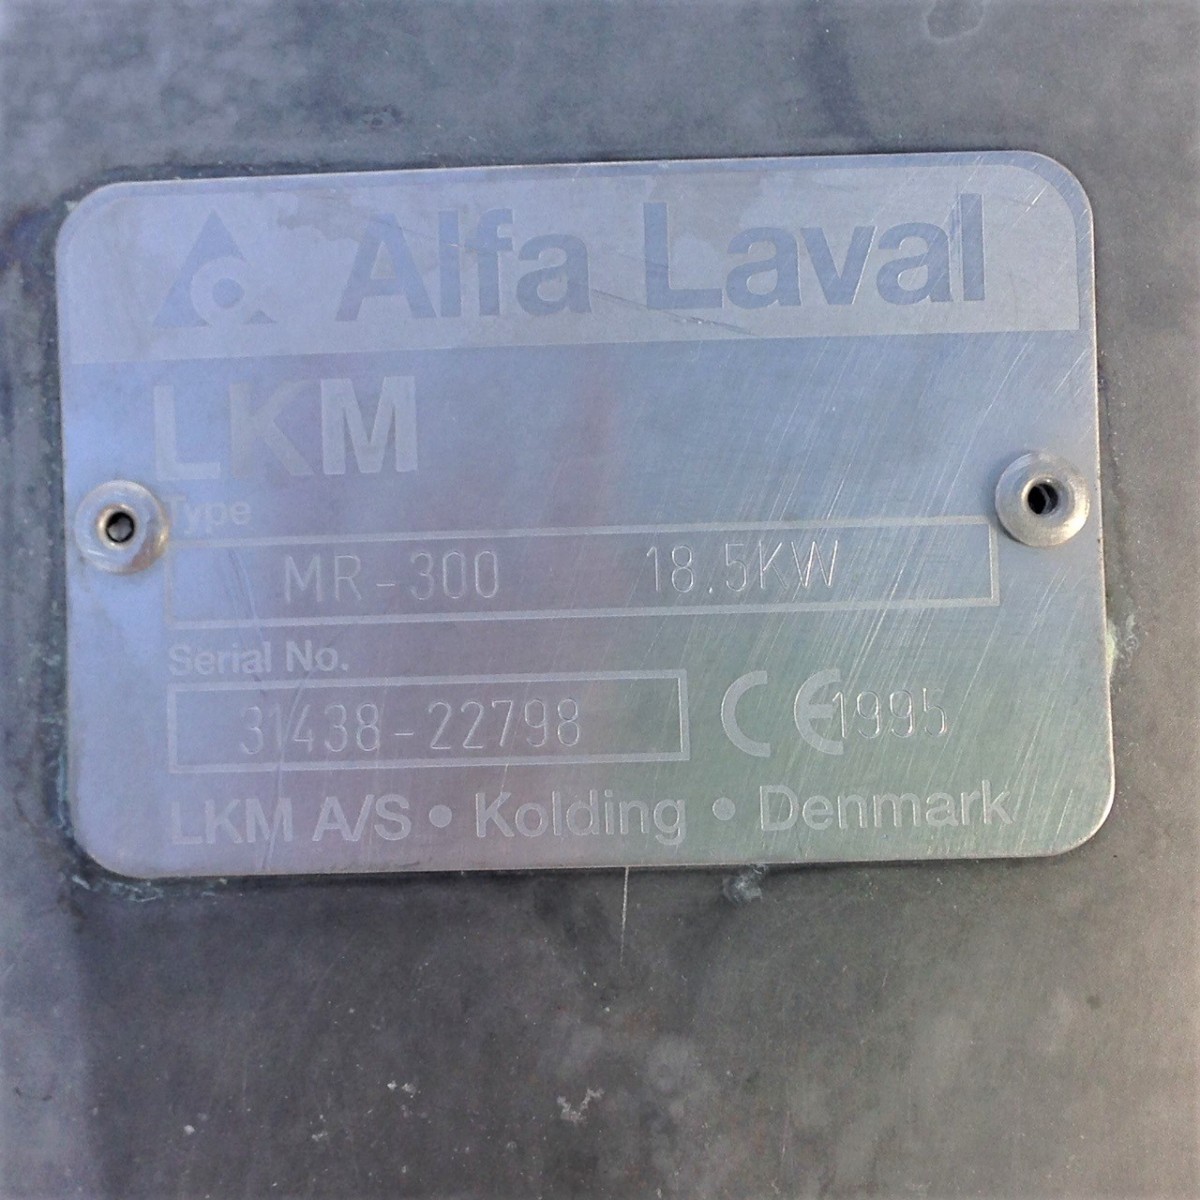 Alfa Laval
LKM
Type
MR-300 18.5KW
Serial No.
31438-22798 CE 1995
LKM A/S • Kolding • Denmark